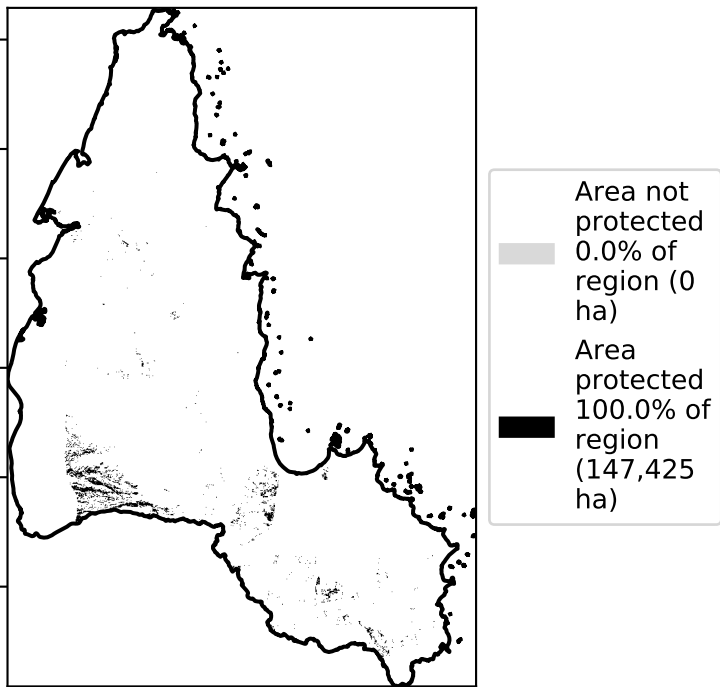 Area not
protected
0.0% of
region (0
ha)
Area
protected
100.0% of
region
(147,425
ha)